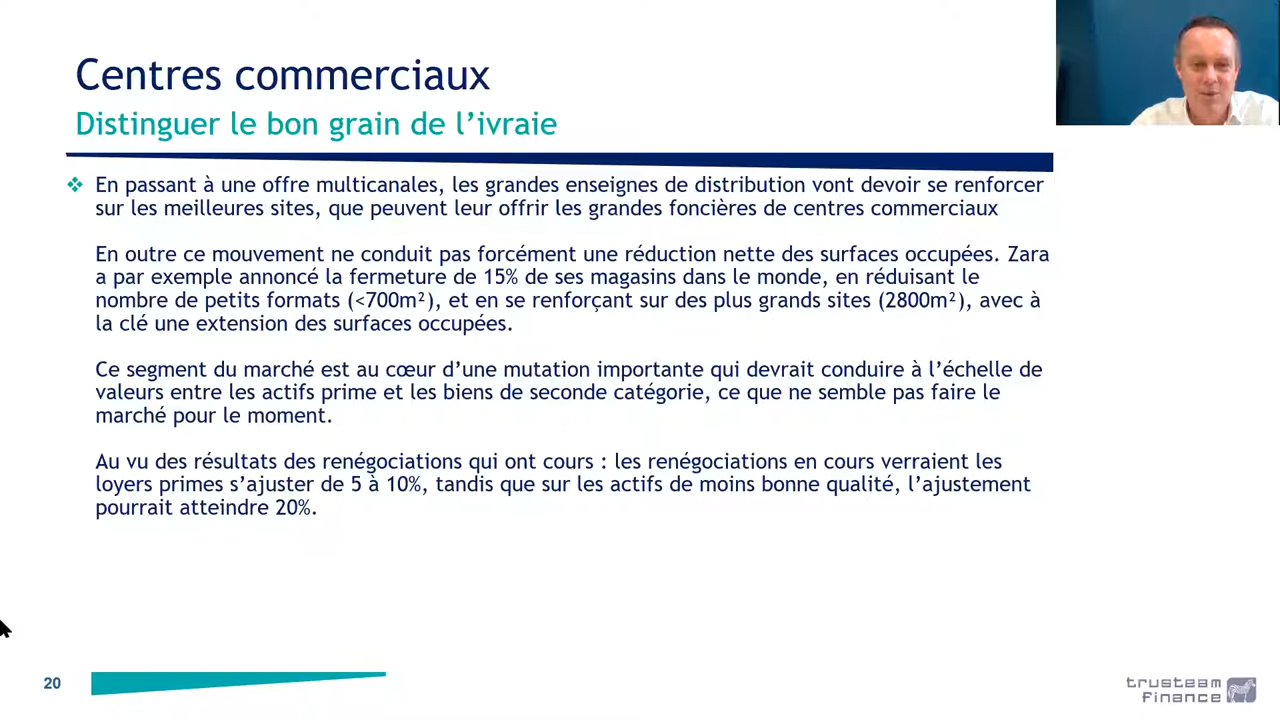 Centres commerciaux
Distinguer le bon grain de l’ivraie
En passant à une offre multicanales, les grandes enseignes de distribution vont devoir se renforcer
sur les meilleures sites, que peuvent leur offrir les grandes foncières de centres commerciaux
En outre ce mouvement ne conduit pas forcément une réduction nette des surfaces occupées. Zara
a par exemple annoncé la fermeture de 15% de ses magasins dans le monde, en réduisant le
nombre de petits formats (<700m²), et en se renforçant sur des plus grands sites (2800m²), avec à
la clé une extension des surfaces occupées.
Ce segment du marché est au cœur d’une mutation importante qui devrait conduire à l’échelle de
valeurs entre les actifs prime et les biens de seconde catégorie, ce que ne semble pas faire le
marché pour le moment.
Au vu des résultats des renégociations qui ont cours : les renégociations en cours verraient les
loyers primes s’ajuster de 5 à 10%, tandis que sur les actifs de moins bonne qualité, l’ajustement
pourrait atteindre 20%.
20
trusteam
finance